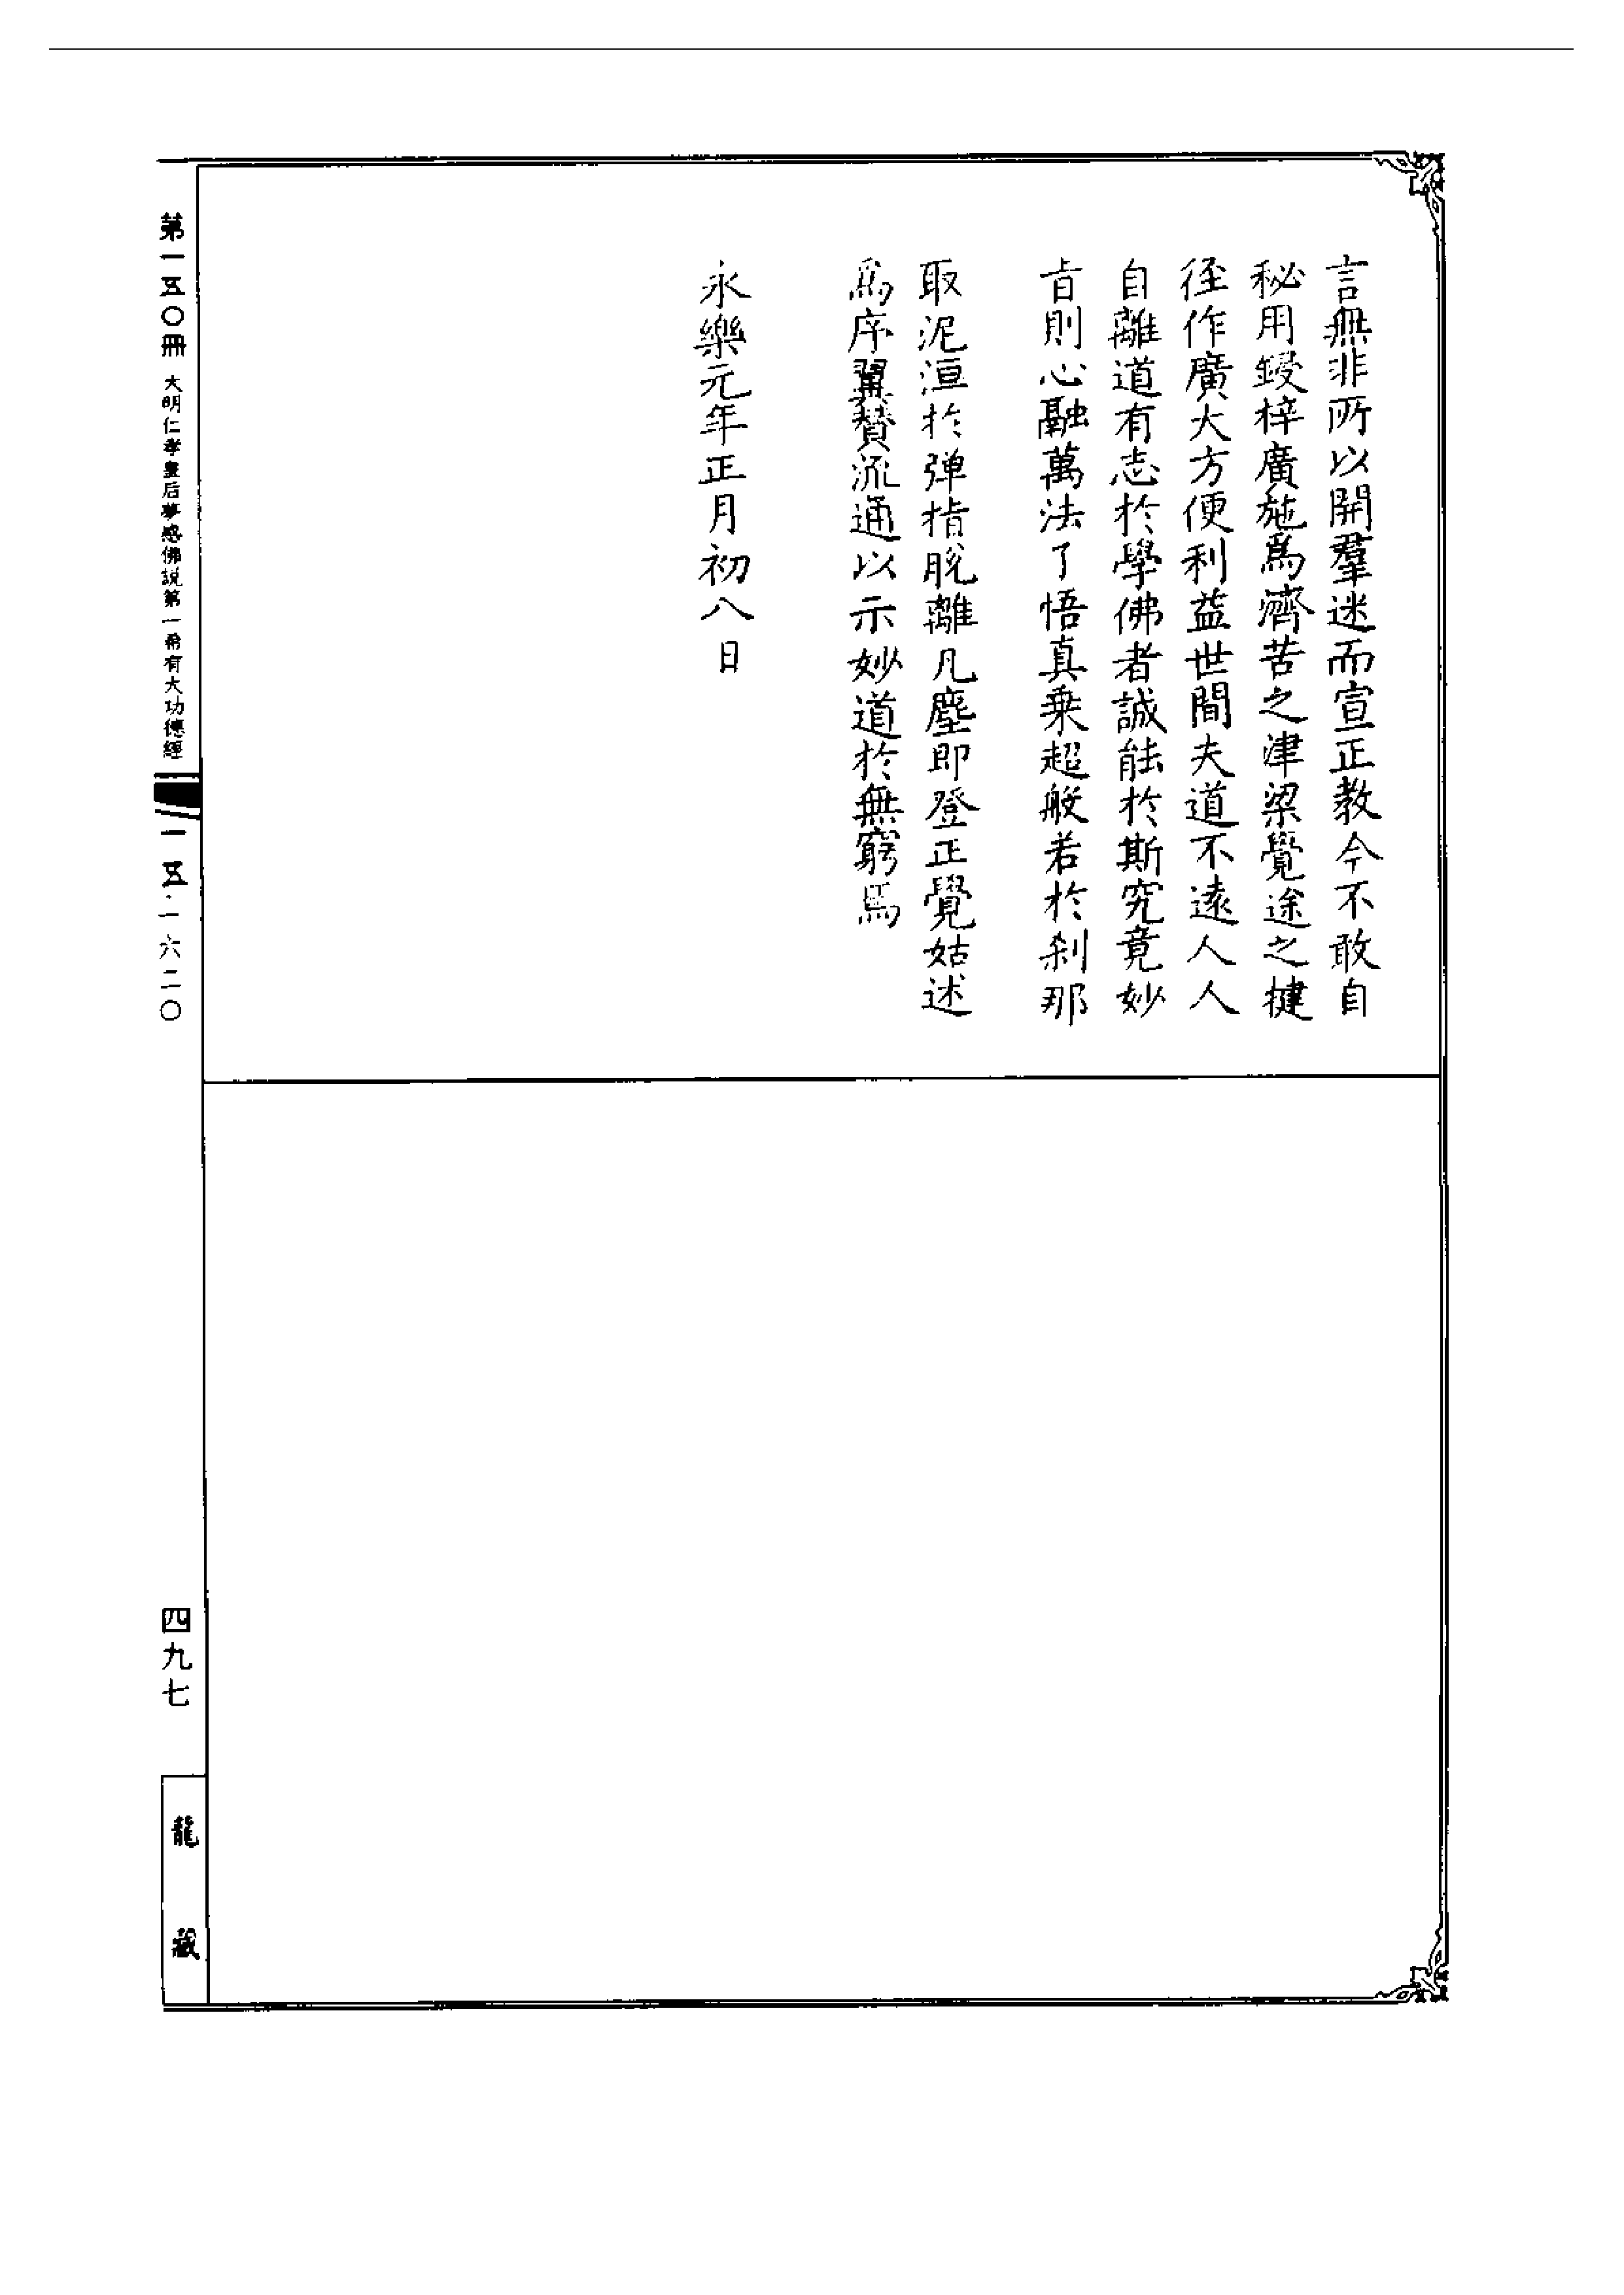 言無非所以開羣迷而宣正教今不敢自
秘用鋟梓廣施爲濟苦之津梁覺途之揵
徑作廣大方便利益世間夫道不遠人人
自離道有志於學佛者誠能於斯究竟妙
旨則心融萬法了悟真乗超般若於刹那
取泥洹於弹指脫離凡塵即登正覺姑述
爲序翼賛流通以示妙道於無窮焉
永樂元年正月初八日
第一五〇冊 大明仁孝皇后夢感佛説第一希有大功德經
一五·一六二〇
四九七
龍藏